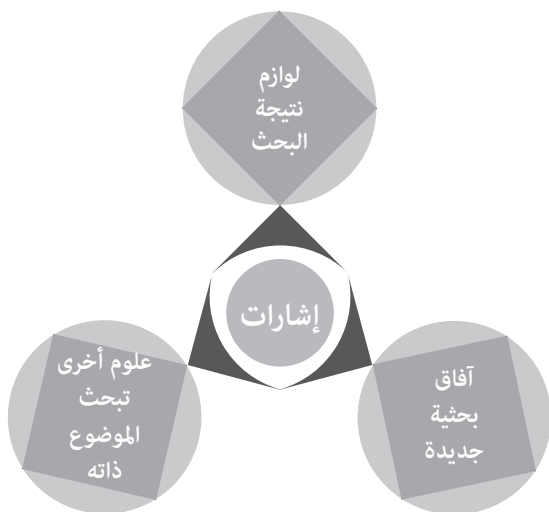 لوازم
نتيجة
البحث
إشارات
آفاق
بحثية
جديدة
علوم أخرى
تبحث
الموضوع
ذاته